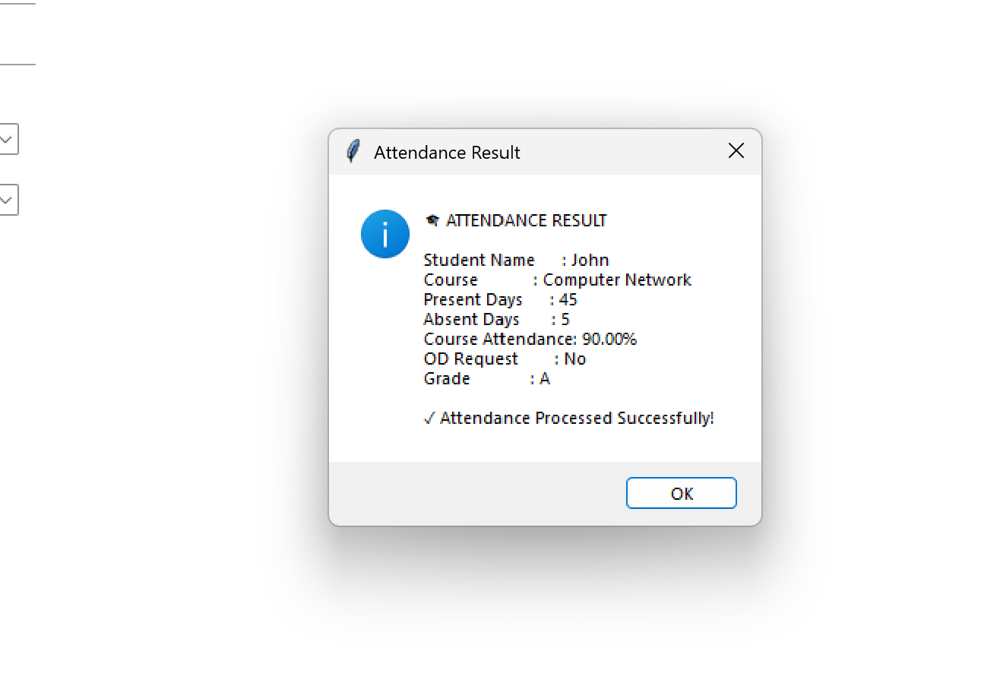 Attendance Result
🎓 ATTENDANCE RESULT
Student Name : John
Course : Computer Network
Present Days : 45
Absent Days : 5
Course Attendance: 90.00%
OD Request : No
Grade : A
✓ Attendance Processed Successfully!
OK